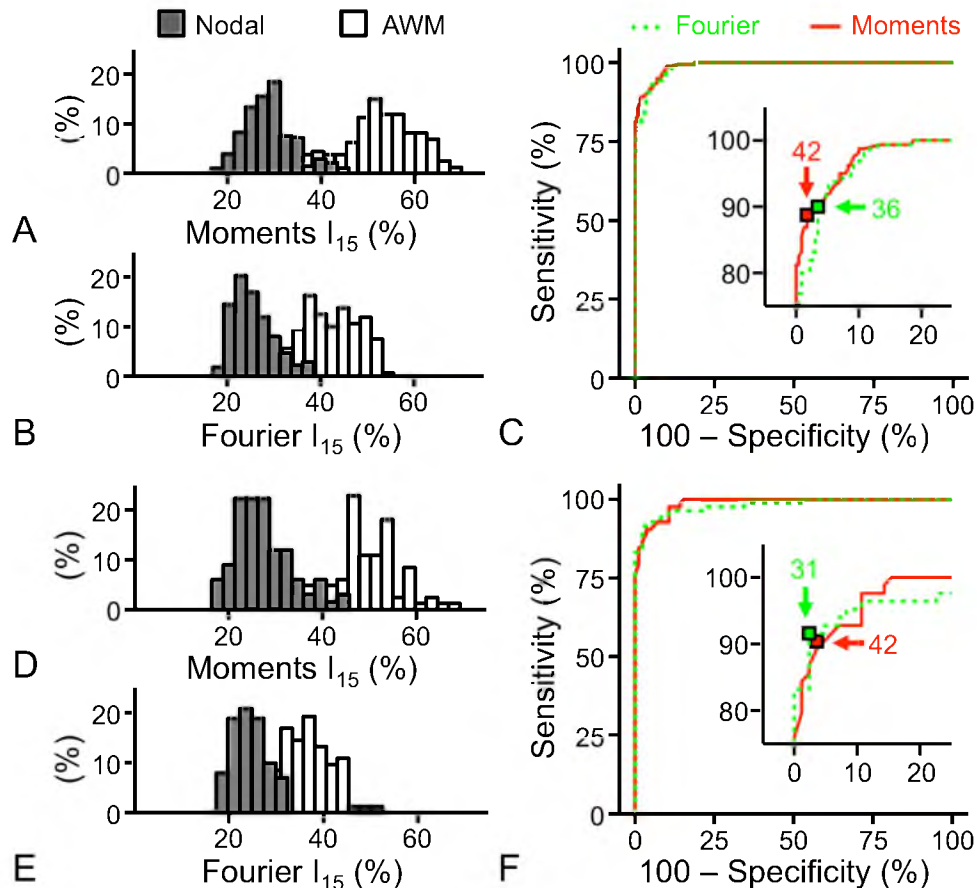 Nodal AWM
20
10
0
(%)
20 40 60
A Moments I₁₅ (%)
20
10
0
(%)
20 40 60
B Fourier I₁₅ (%)
Fourier Moments
100
75
50
25
0
Sensitivity (%)
42
36
100
90
80
0 10 20
0 25 50 75 100
C 100 – Specificity (%)
20
10
0
(%)
20 40 60
D Moments I₁₅ (%)
20
10
0
(%)
20 40 60
E Fourier I₁₅ (%)
100
75
50
25
0
Sensitivity (%)
31
42
100
90
80
0 10 20
0 25 50 75 100
F 100 – Specificity (%)